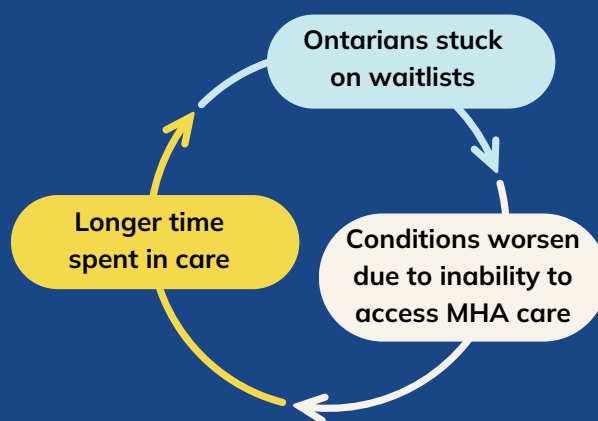 Ontarians stuck
on waitlists
Conditions worsen
due to inability to
access MHA care
Longer time
spent in care